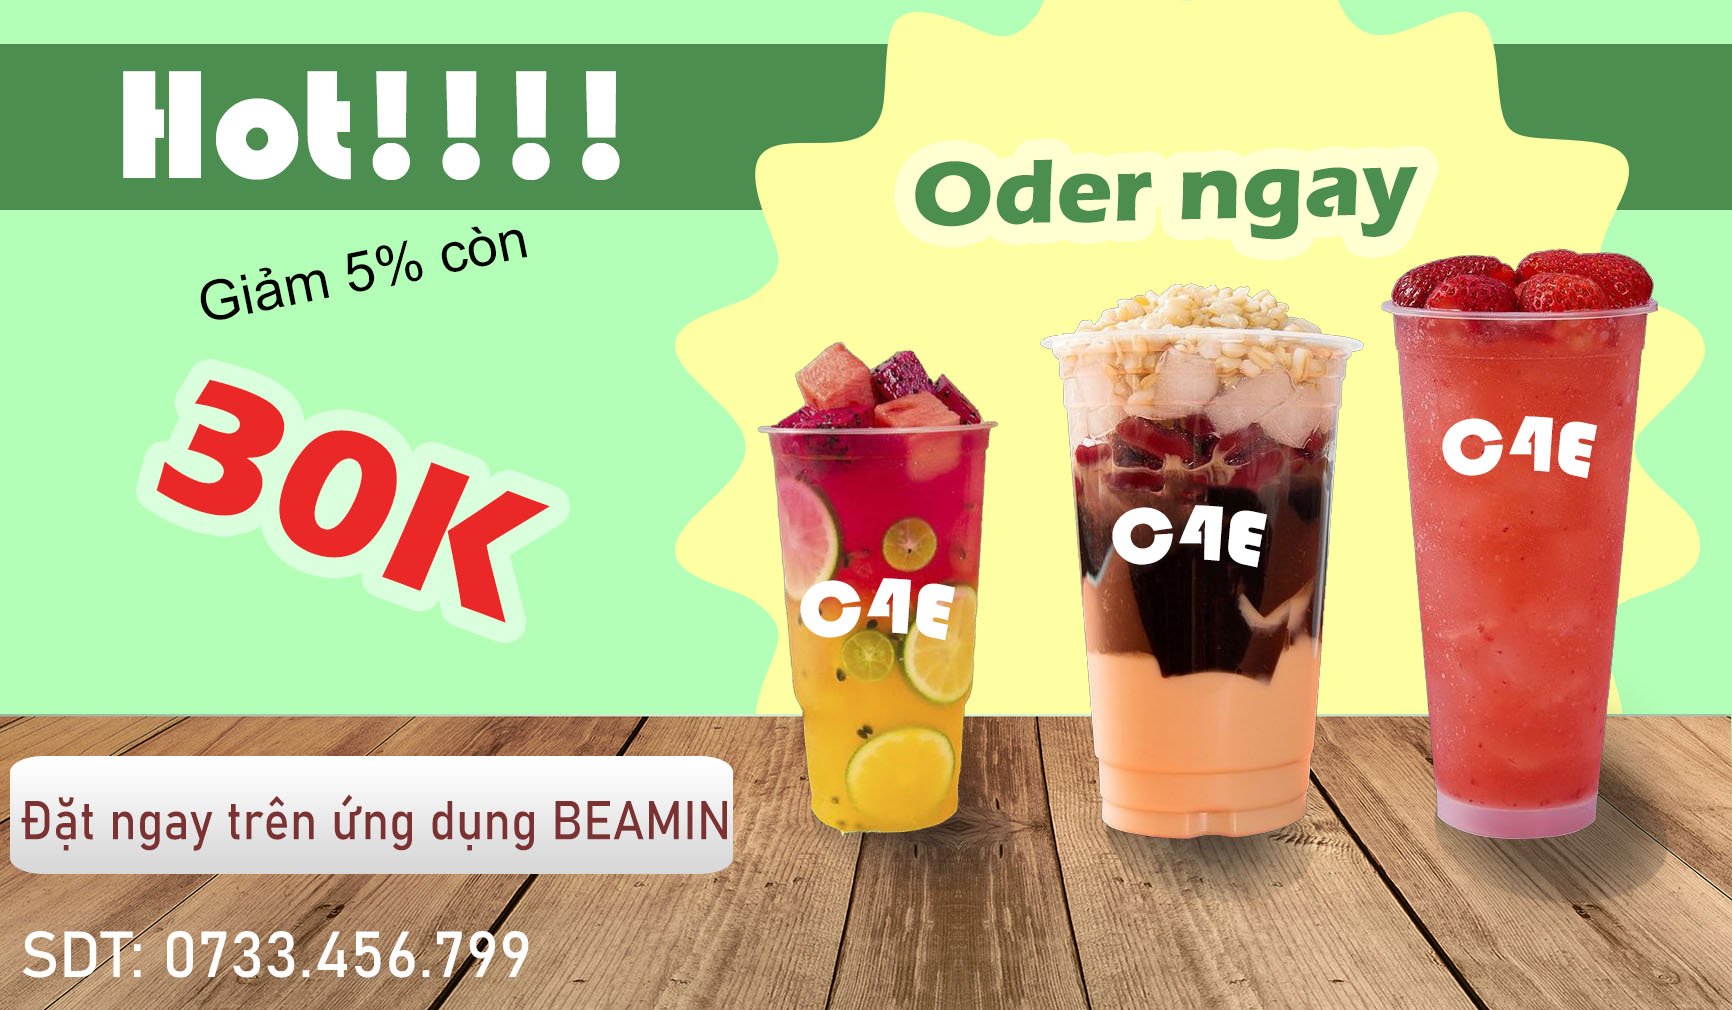 Hot!!!!
Oder ngay
Giảm 5% còn
30K
C4E
C4E
C4E
Đặt ngay trên ứng dụng BEAMIN
SDT: 0733.456.799